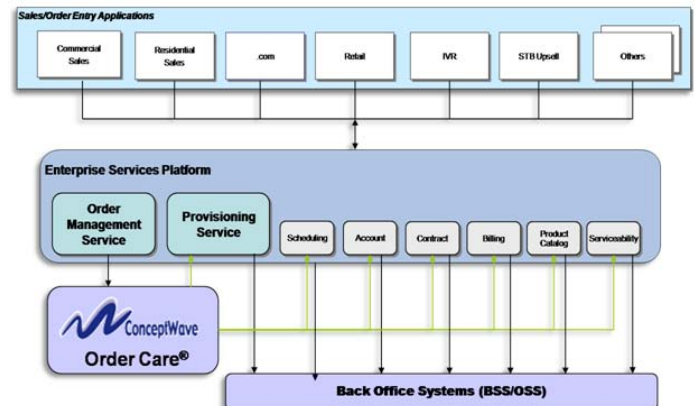 Sales/Order Entry Applications
Commercial
Sales
Residential
Sales
.com
Retail
IVR
STB Upsell
Others
Enterprise Services Platform
Order
Management
Service
Provisioning
Service
Scheduling
Account
Contract
Billing
Product
Catalog
Serviceability
ConceptWave
Order Care®
Back Office Systems (BSS/OSS)